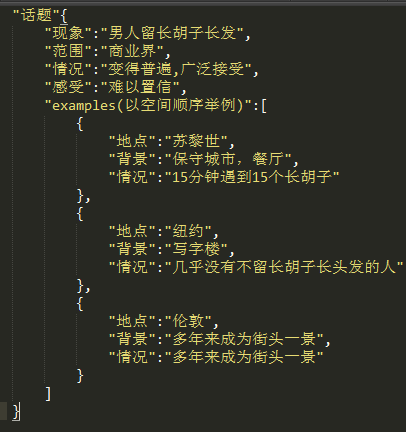 "话题"{
"现象":"男人留长胡子长发",
"范围":"商业界",
"情况":"变得普遍,广泛接受",
"感受":"难以置信",
"examples(以空间顺序举例)":[
{
"地点":"苏黎世",
"背景":"保守城市，餐厅",
"情况":"15分钟遇到15个长胡子"
},
{
"地点":"纽约",
"背景":"写字楼",
"情况":"几乎没有不留长胡子长头发的人"
},
{
"地点":"伦敦",
"背景":"多年来成为街头一景",
"情况":"多年来成为街头一景"
}
]
}